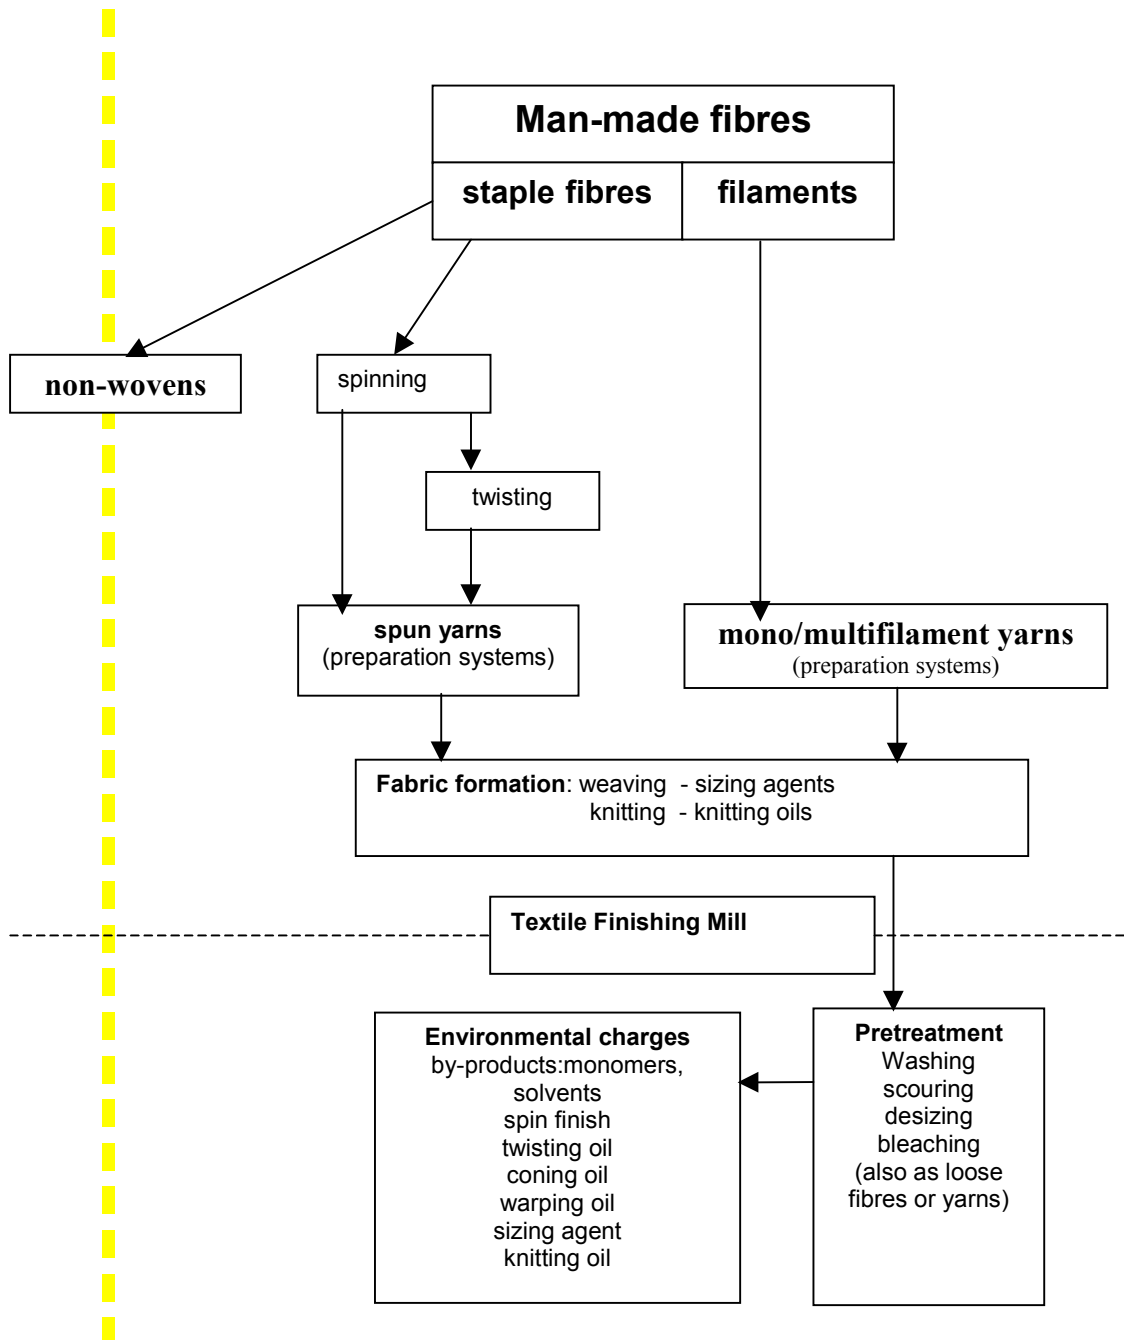 Man-made fibres
staple fibres
filaments
non-wovens
spinning
twisting
spun yarns
(preparation systems)
mono/multifilament yarns
(preparation systems)
Fabric formation: weaving - sizing agents
knitting - knitting oils
Textile Finishing Mill
Environmental charges
by-products:monomers,
solvents
spin finish
twisting oil
coning oil
warping oil
sizing agent
knitting oil
Pretreatment
Washing
scouring
desizing
bleaching
(also as loose
fibres or yarns)